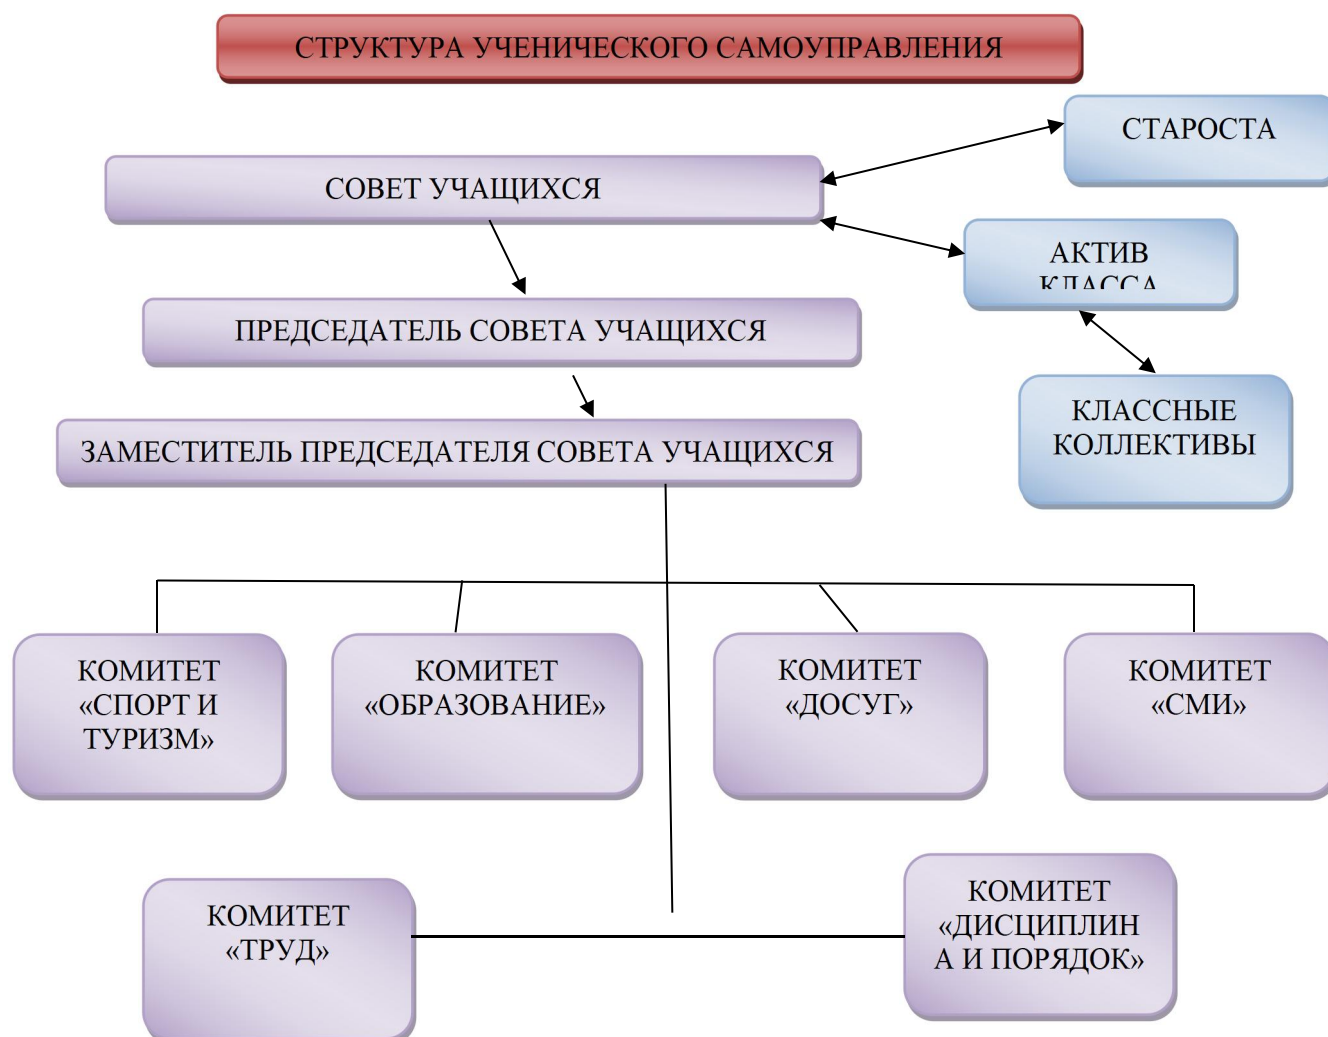 СТРУКТУРА УЧЕНИЧЕСКОГО САМОУПРАВЛЕНИЯ
СТАРОСТА
СОВЕТ УЧАЩИХСЯ
АКТИВ
КЛАССА
ПРЕДСЕДАТЕЛЬ СОВЕТА УЧАЩИХСЯ
КЛАССНЫЕ
КОЛЛЕКТИВЫ
ЗАМЕСТИТЕЛЬ ПРЕДСЕДАТЕЛЯ СОВЕТА УЧАЩИХСЯ
КОМИТЕТ
«СПОРТ И
ТУРИЗМ»
КОМИТЕТ
«ОБРАЗОВАНИЕ»
КОМИТЕТ
«ДОСУГ»
КОМИТЕТ
«СМИ»
КОМИТЕТ
«ТРУД»
КОМИТЕТ
«ДИСЦИПЛИН
А И ПОРЯДОК»